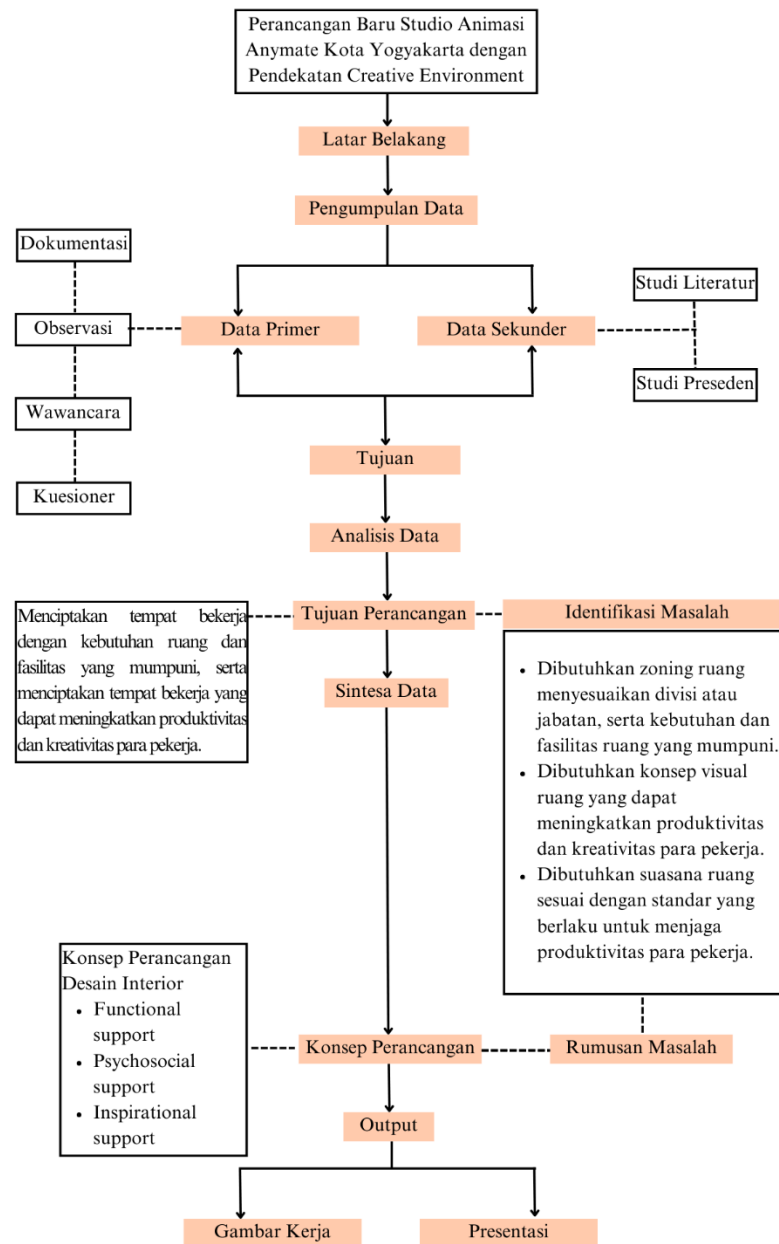 Perancangan Baru Studio Animasi
Anymate Kota Yogyakarta dengan
Pendekatan Creative Environment
Latar Belakang
Pengumpulan Data
Dokumentasi
Observasi
Wawancara
Kuesioner
Data Primer
Data Sekunder
Studi Literatur
Studi Preseden
Tujuan
Analisis Data
Tujuan Perancangan
Menciptakan tempat bekerja
dengan kebutuhan ruang dan
fasilitas yang mumpuni, serta
menciptakan tempat bekerja yang
dapat meningkatkan produktivitas
dan kreativitas para pekerja.
Identifikasi Masalah
• Dibutuhkan zoning ruang
menyesuaikan divisi atau
jabatan, serta kebutuhan dan
fasilitas ruang yang mumpuni.
• Dibutuhkan konsep visual
ruang yang dapat
meningkatkan produktivitas
dan kreativitas para pekerja.
• Dibutuhkan suasana ruang
sesuai dengan standar yang
berlaku untuk menjaga
produktivitas para pekerja.
Sintesa Data
Konsep Perancangan
Desain Interior
• Functional
support
• Psychosocial
support
• Inspirational
support
Konsep Perancangan
Rumusan Masalah
Output
Gambar Kerja
Presentasi